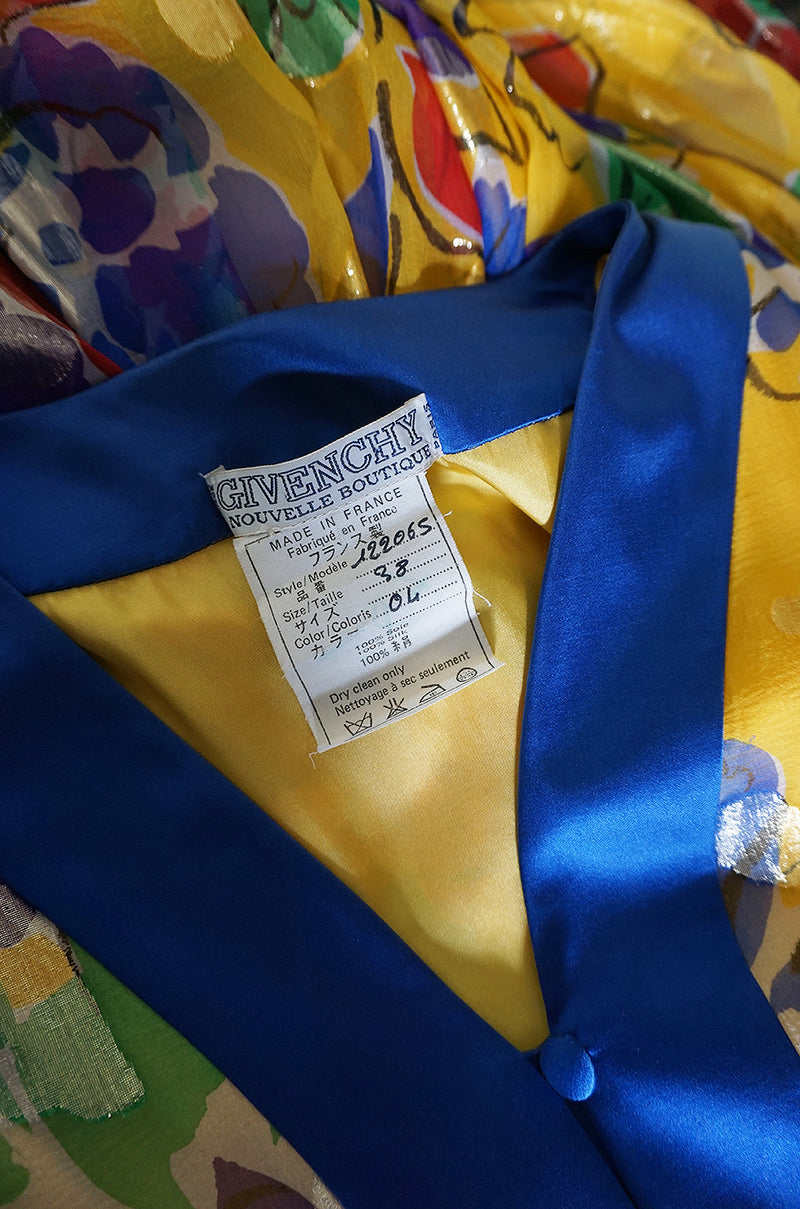 GIVENCHY
NOUVELLE BOUTIQUE PARIS
MADE IN FRANCE
Fabriqué en France
フランス製
Style/Modèle 122065
品番
Size/Taille 38
サイズ
Color/Coloris 04
カラー
100% Soie
100% Silk
100% 絹
Dry clean only
Nettoyage à sec seulement